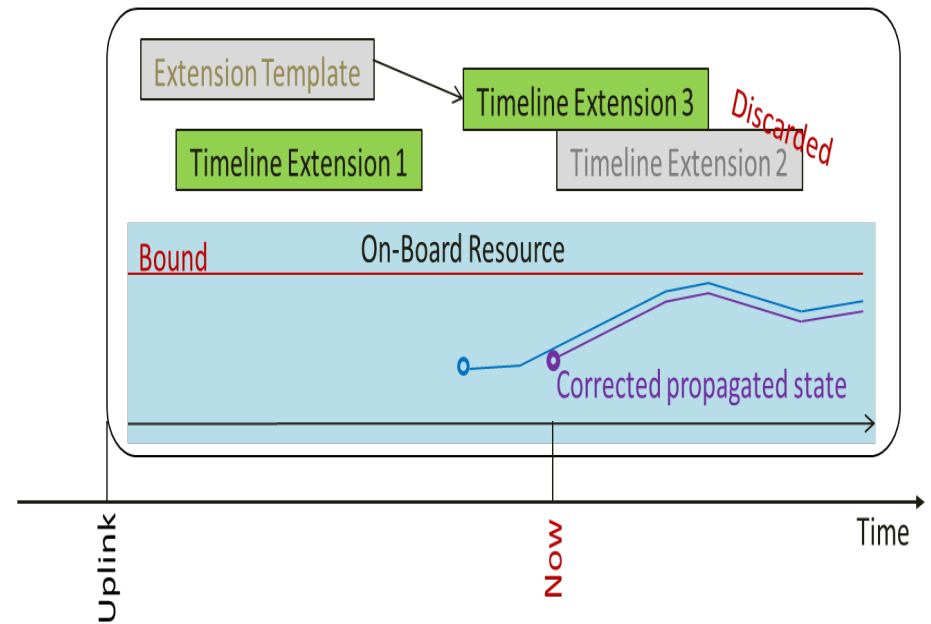 Extension Template
Timeline Extension 3
Discarded
Timeline Extension 1
Timeline Extension 2
On-Board Resource
Bound
Corrected propagated state
Time
Uplink
Now